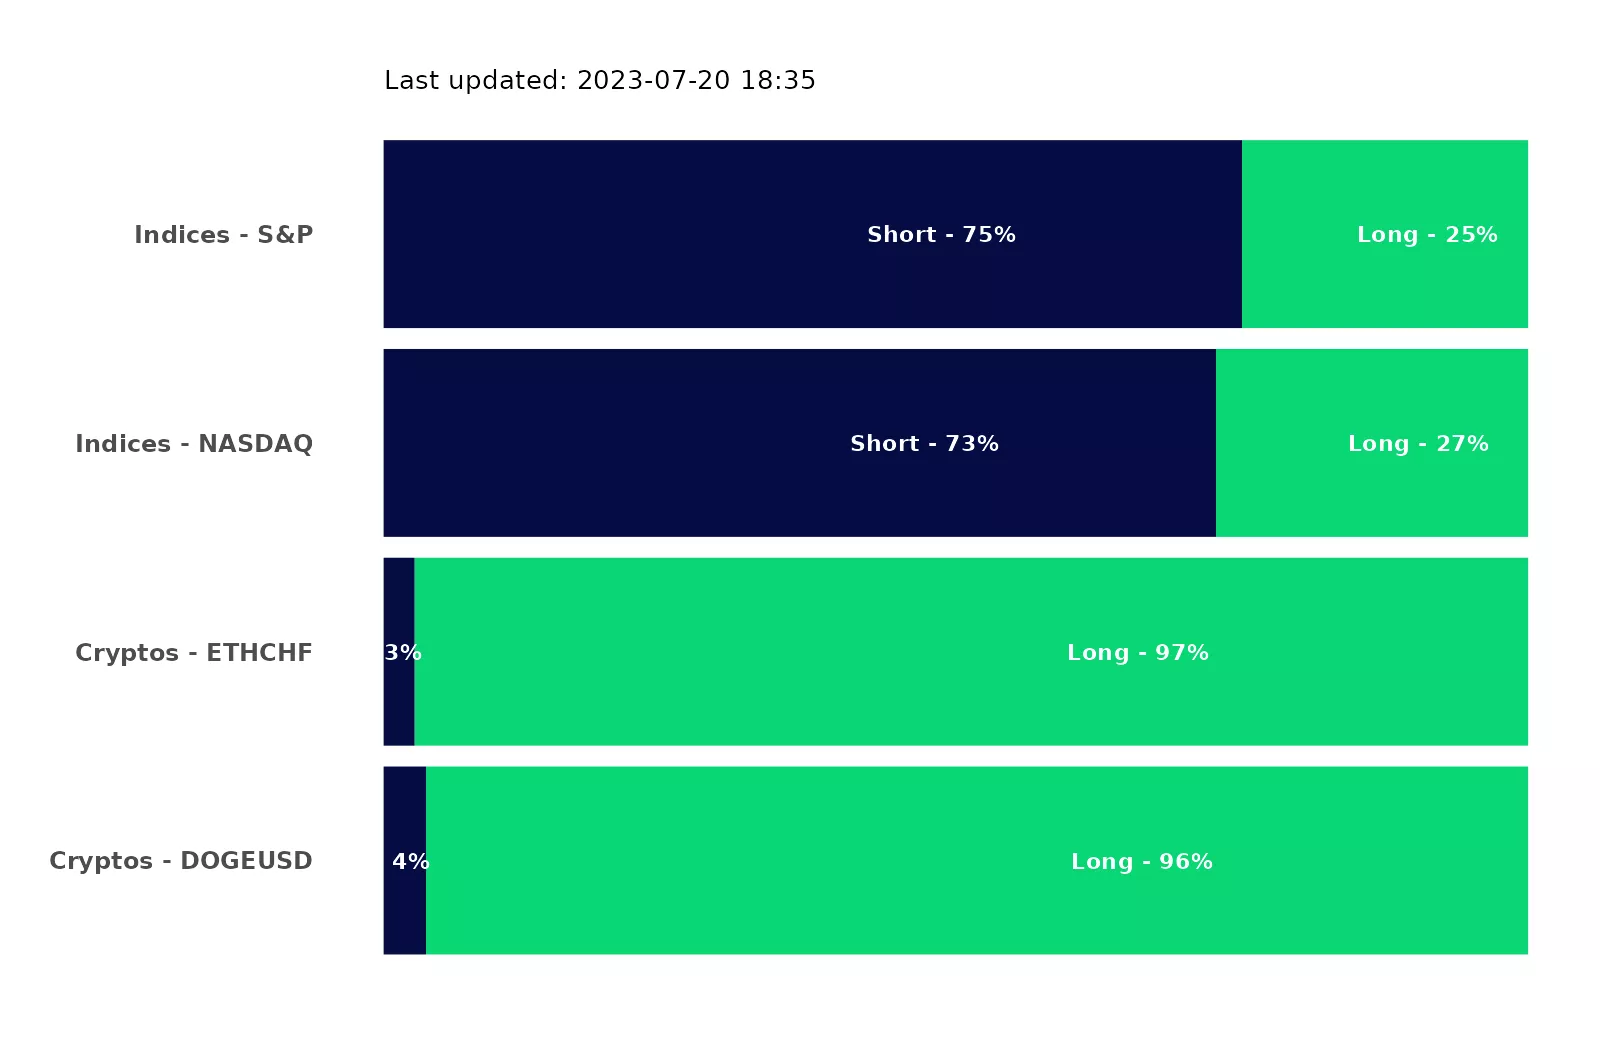 Last updated: 2023-07-20 18:35
Indices - S&P
Short - 75%
Long - 25%
Indices - NASDAQ
Short - 73%
Long - 27%
Cryptos - ETHCHF
3%
Long - 97%
Cryptos - DOGEUSD
4%
Long - 96%